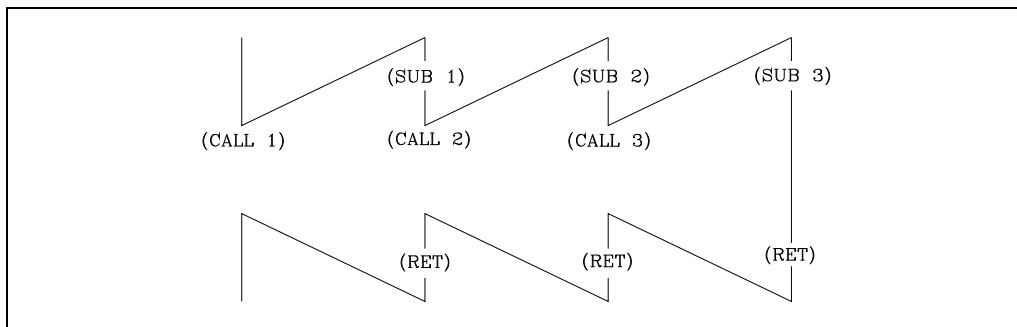 (SUB 1) (SUB 2) (SUB 3)
(CALL 1) (CALL 2) (CALL 3)
(RET) (RET) (RET)